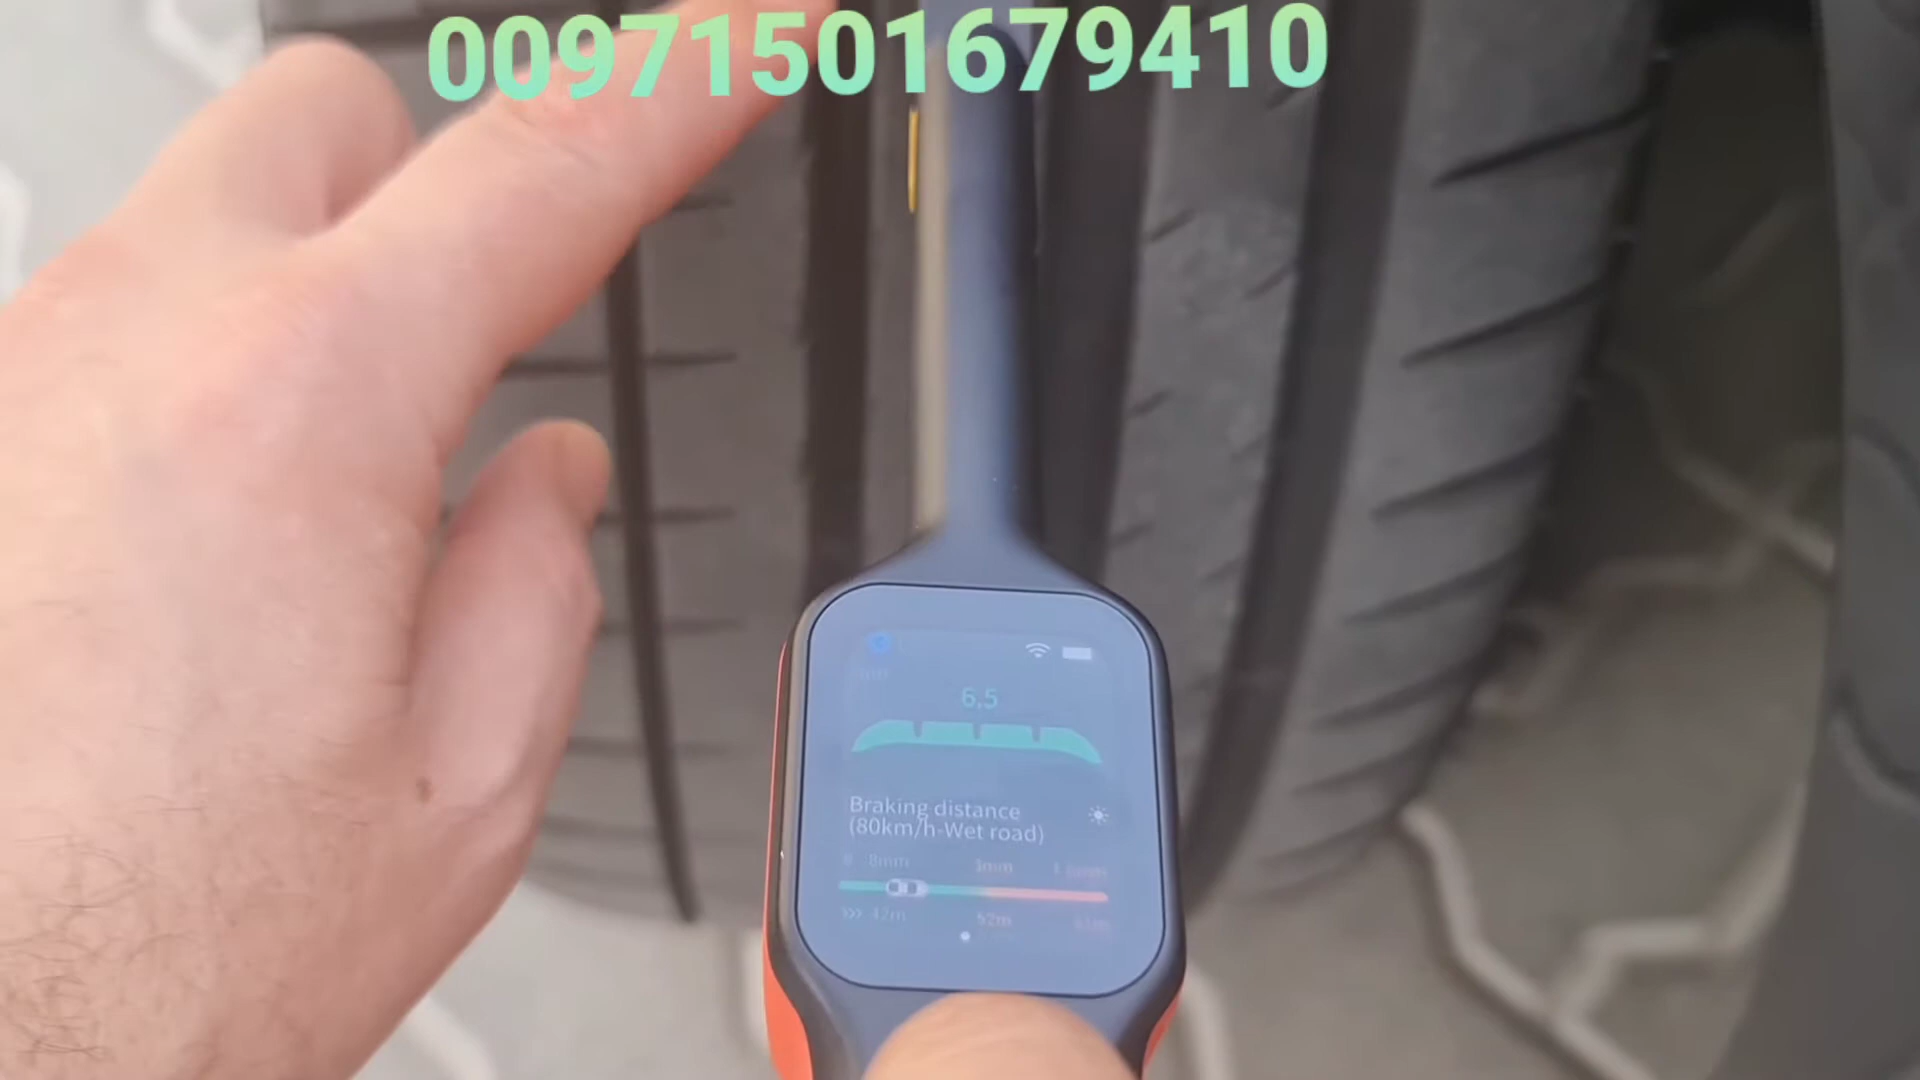 00971501679410
6,5
Braking distance
(80km/h-Wet road)
8mm 3mm
42m 52m